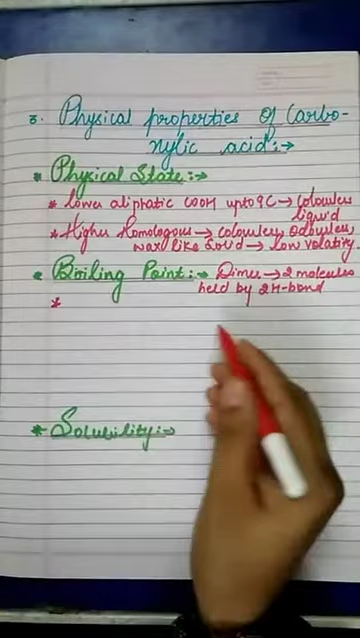 3. Physical properties of Carbo-
xylic acid:→
* Physical State:→
* lower aliphatic COOH upto 9C → colourless
liquid
* Higher Homologous → colourless, odourless,
wax like solid → low volatiy.
* Boiling Point:→ Dimer → 2 molecules
held by 2H-bond
*
* Solubility:→